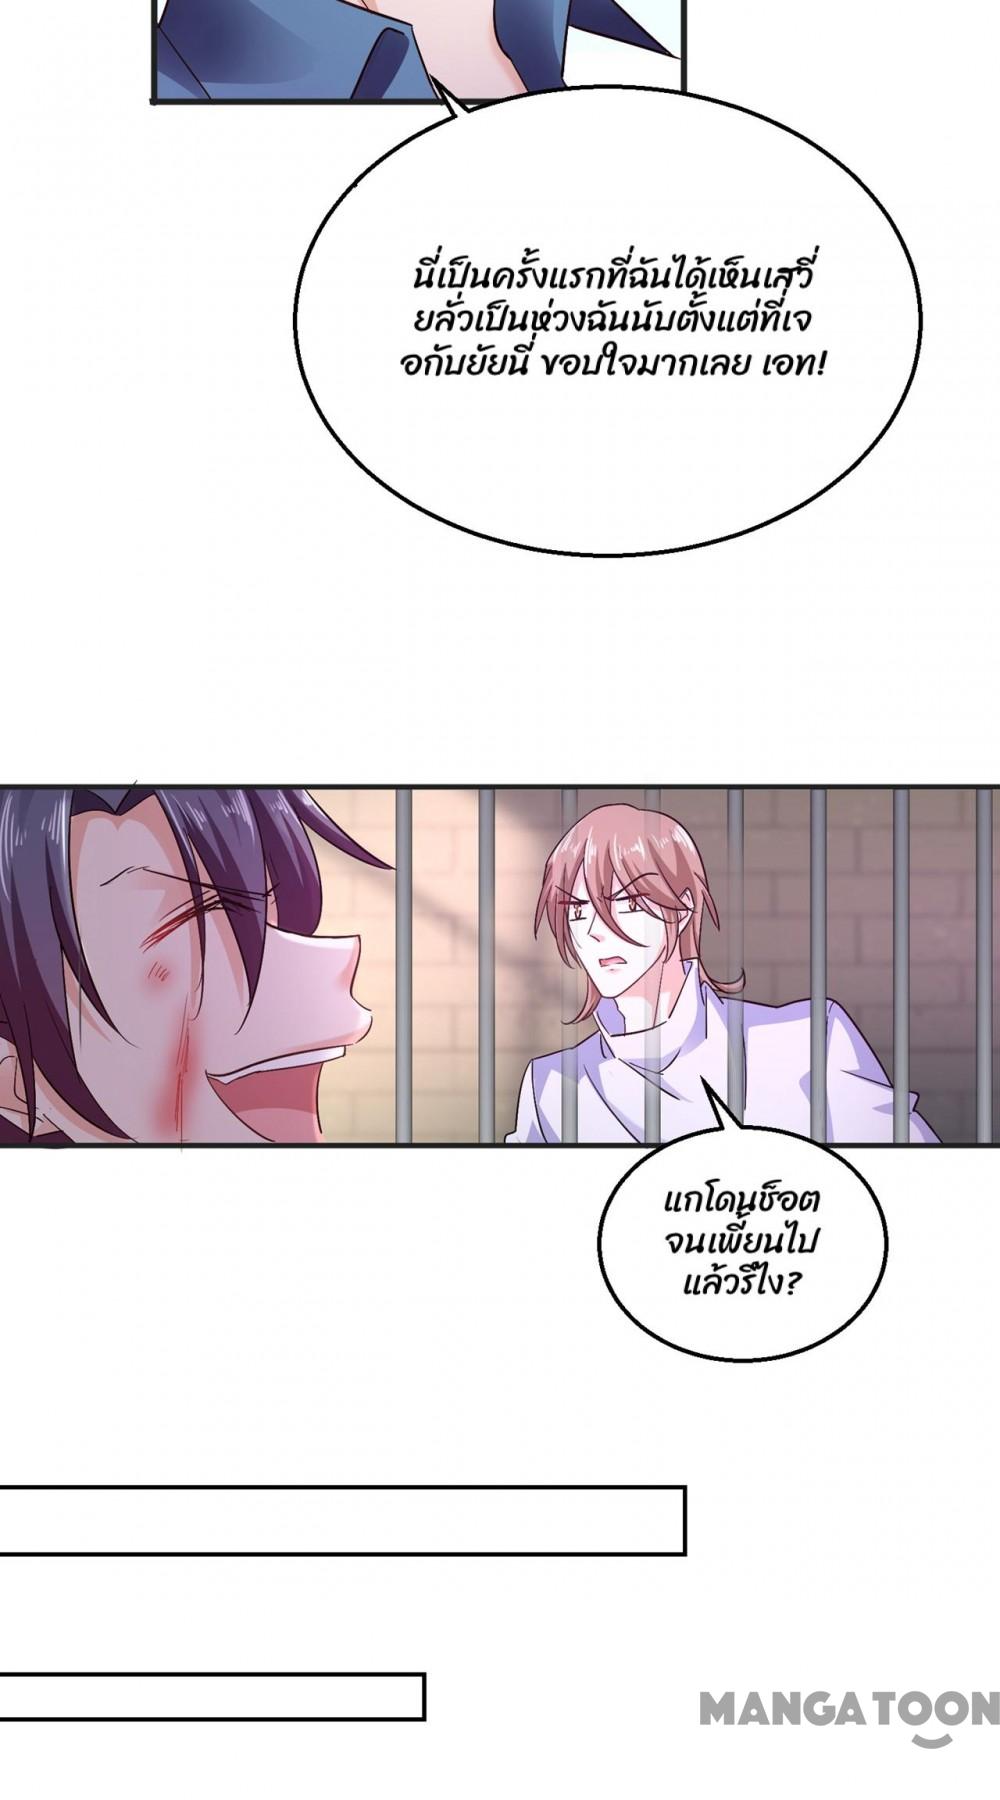 นี่เป็นครั้งแรกที่ฉันได้เห็นเสวี่
ยลั่วเป็นห่วงฉันนับตั้งแต่ที่เจ
อกับยัยนี่ ขอบใจมากเลย เอท!
แกโดนช็อต
จนเพี้ยนไป
แล้วรึไง?
MANGATOON